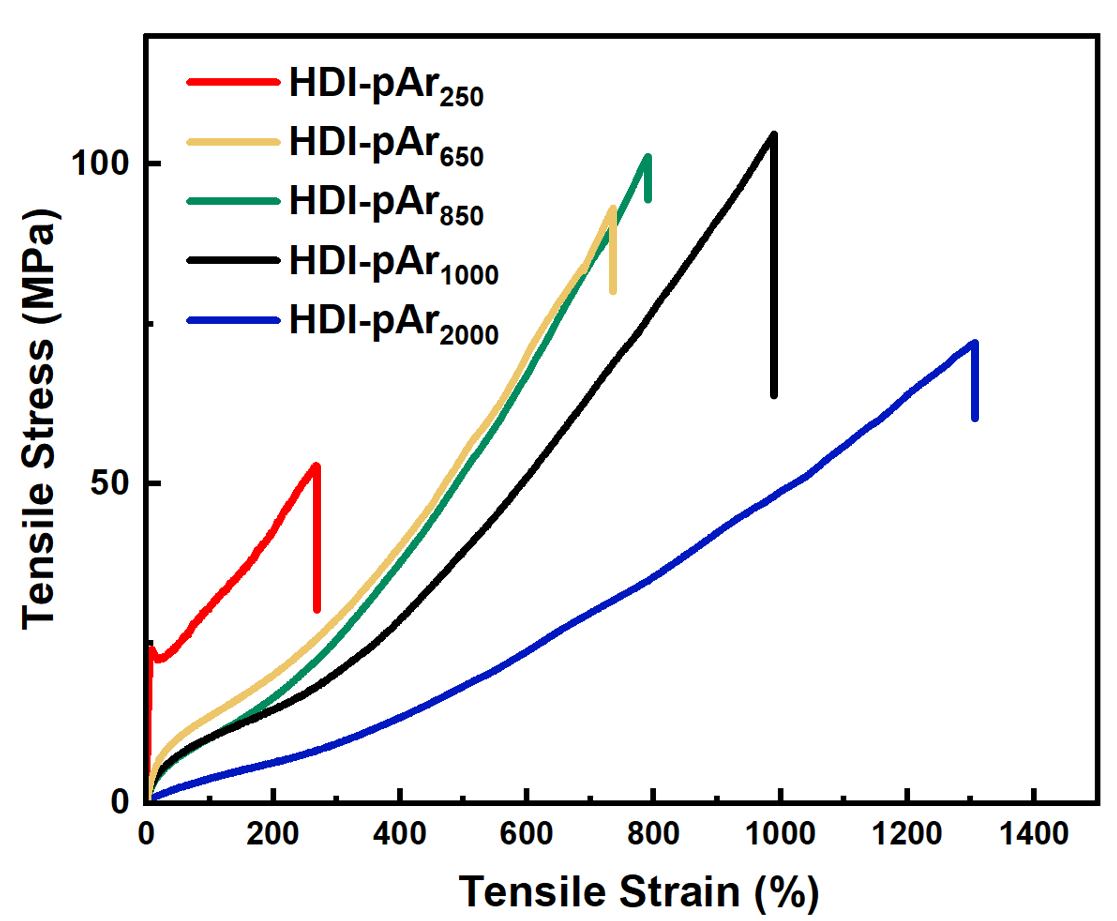 HDI-pAr250
HDI-pAr650
HDI-pAr850
HDI-pAr1000
HDI-pAr2000
Tensile Stress (MPa)
100
50
0
0 200 400 600 800 1000 1200 1400
Tensile Strain (%)